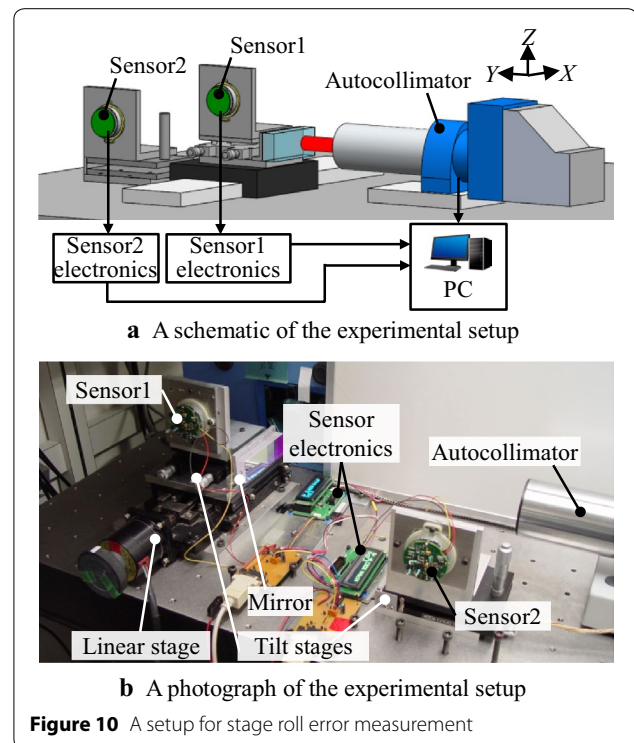 Sensor1
Sensor2
Autocollimator
Z
Y
X
Sensor2
electronics
Sensor1
electronics
PC
a A schematic of the experimental setup
Sensor1
Sensor
electronics
Autocollimator
Mirror
Sensor2
Linear stage
Tilt stages
b A photograph of the experimental setup
Figure 10 A setup for stage roll error measurement